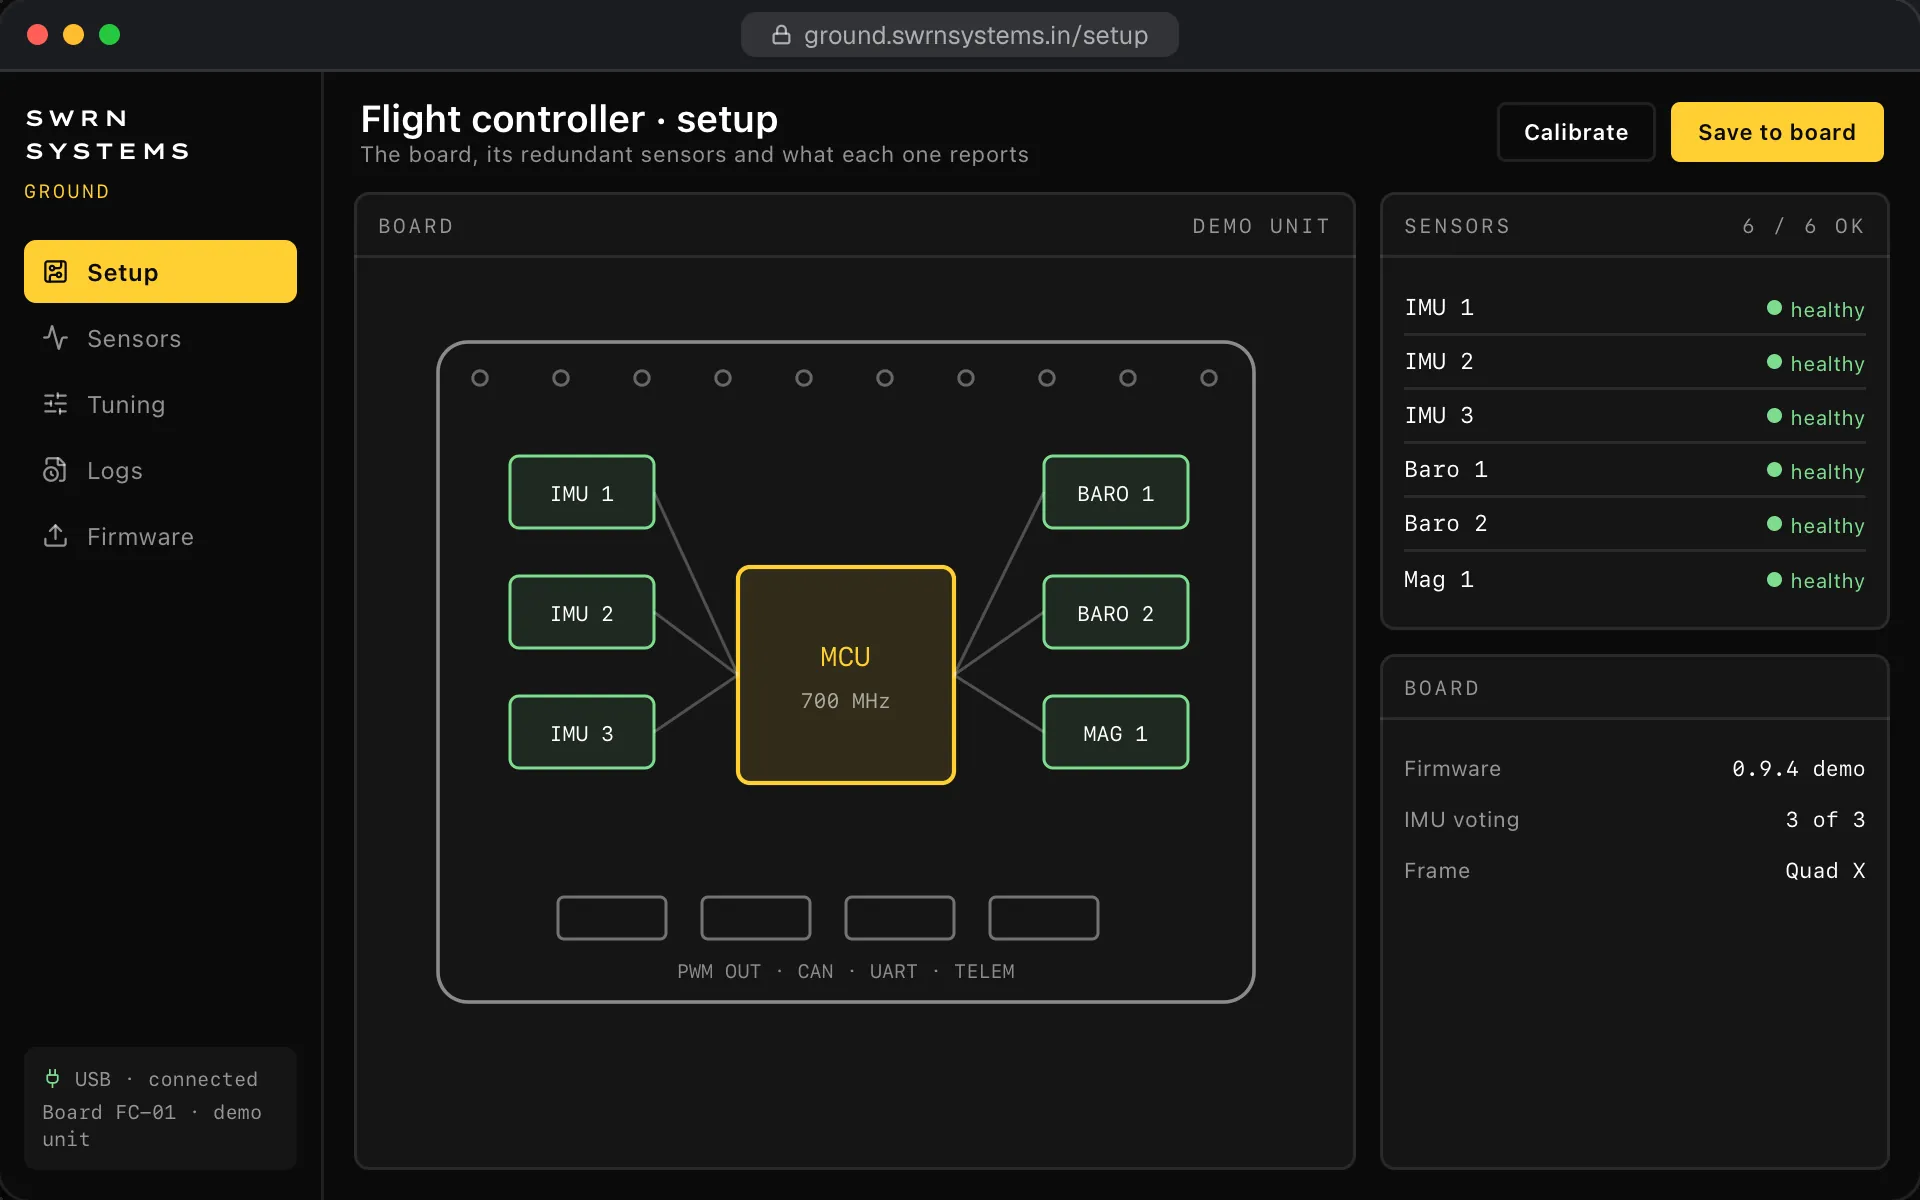 ground.swrnsystems.in/setup
SWRN
SYSTEMS
GROUND
Setup
Sensors
Tuning
Logs
Firmware
USB · connected
Board FC–01 · demo
unit
Flight controller · setup
The board, its redundant sensors and what each one reports
Calibrate
Save to board
BOARD
DEMO UNIT
IMU 1
BARO 1
IMU 2
BARO 2
MCU
700 MHz
IMU 3
MAG 1
PWM OUT · CAN · UART · TELEM
SENSORS
6 / 6 OK
IMU 1 healthy
IMU 2 healthy
IMU 3 healthy
Baro 1 healthy
Baro 2 healthy
Mag 1 healthy
BOARD
Firmware 0.9.4 demo
IMU voting 3 of 3
Frame Quad X